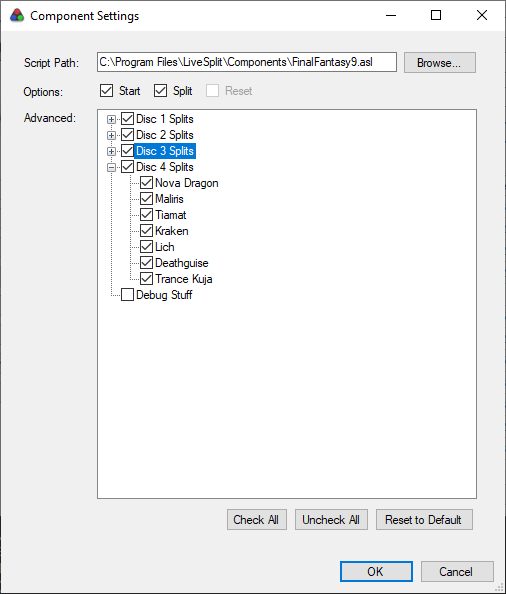 Component Settings
Script Path: C:\Program Files\LiveSplit\Components\FinalFantasy9.asl Browse...
Options: Start Split Reset
Advanced: Disc 1 Splits
Disc 2 Splits
Disc 3 Splits
Disc 4 Splits
Nova Dragon
Maliris
Tiamat
Kraken
Lich
Deathguise
Trance Kuja
Debug Stuff
Check All Uncheck All Reset to Default
OK Cancel